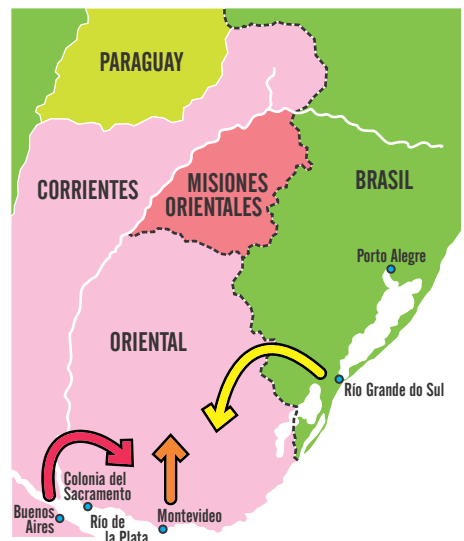 PARAGUAY
CORRIENTES
MISIONES
ORIENTALES
BRASIL
Porto Alegre
ORIENTAL
Río Grande do Sul
Colonia del
Sacramento
Buenos
Aires
Río de
la Plata
Montevideo